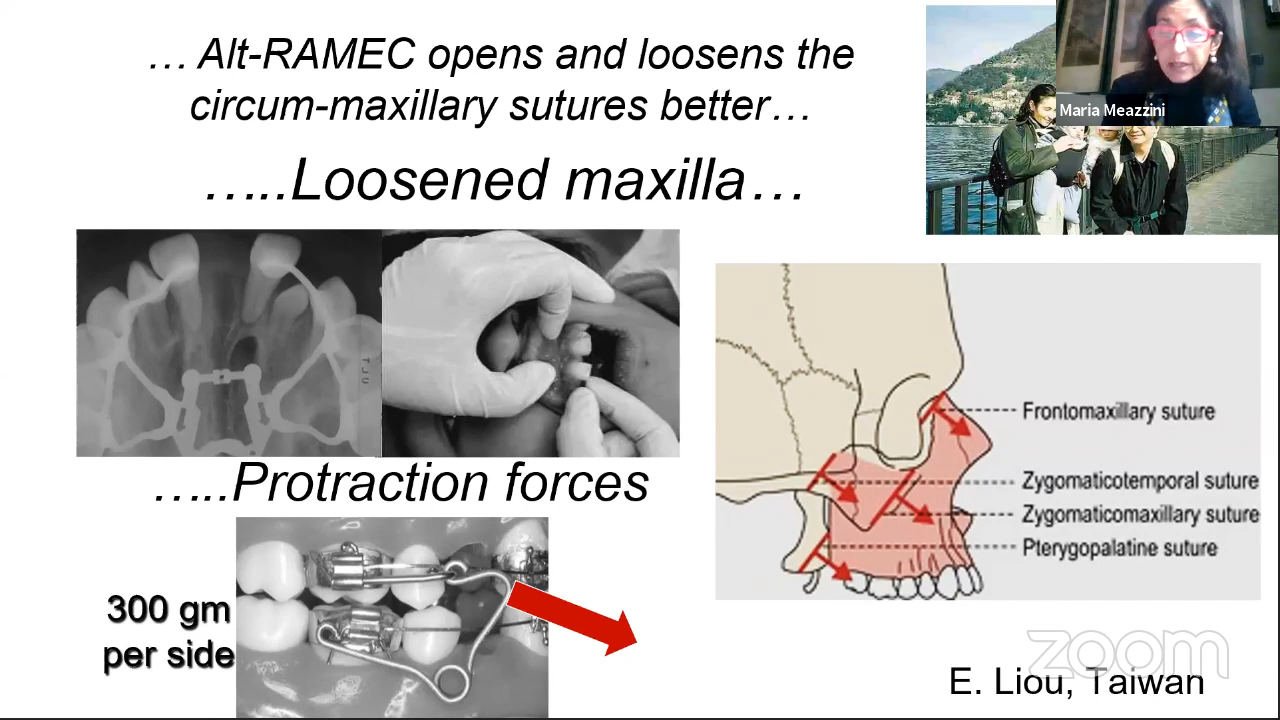 … Alt-RAMEC opens and loosens the
circum-maxillary sutures better…
Maria Meazzini
…..Loosened maxilla…
TJU
Frontomaxillary suture
Zygomaticotemporal suture
Zygomaticomaxillary suture
Pterygopalatine suture
…..Protraction forces
300 gm
per side
zoom
E. Liou, Taiwan